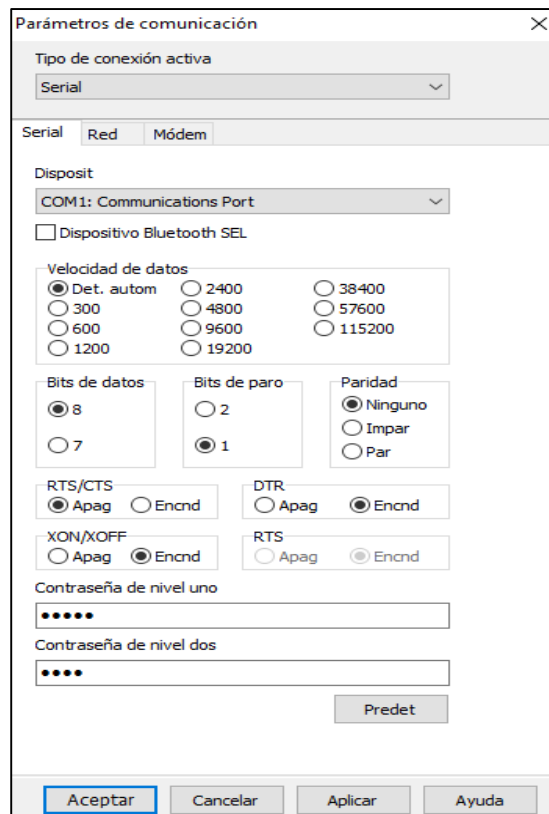 Parámetros de comunicación
Tipo de conexión activa
Serial
Serial Red Módem
Disposit
COM1: Communications Port
Dispositivo Bluetooth SEL
Velocidad de datos
Det. autom 2400 38400
300 4800 57600
600 9600 115200
1200 19200
Bits de datos Bits de paro Paridad
8 2 Ninguno
Impar
7 1 Par
RTS/CTS DTR
Apag Encnd Apag Encnd
XON/XOFF RTS
Apag Encnd Apag Encnd
Contraseña de nivel uno
•••••
Contraseña de nivel dos
••••
Predet
Aceptar Cancelar Aplicar Ayuda